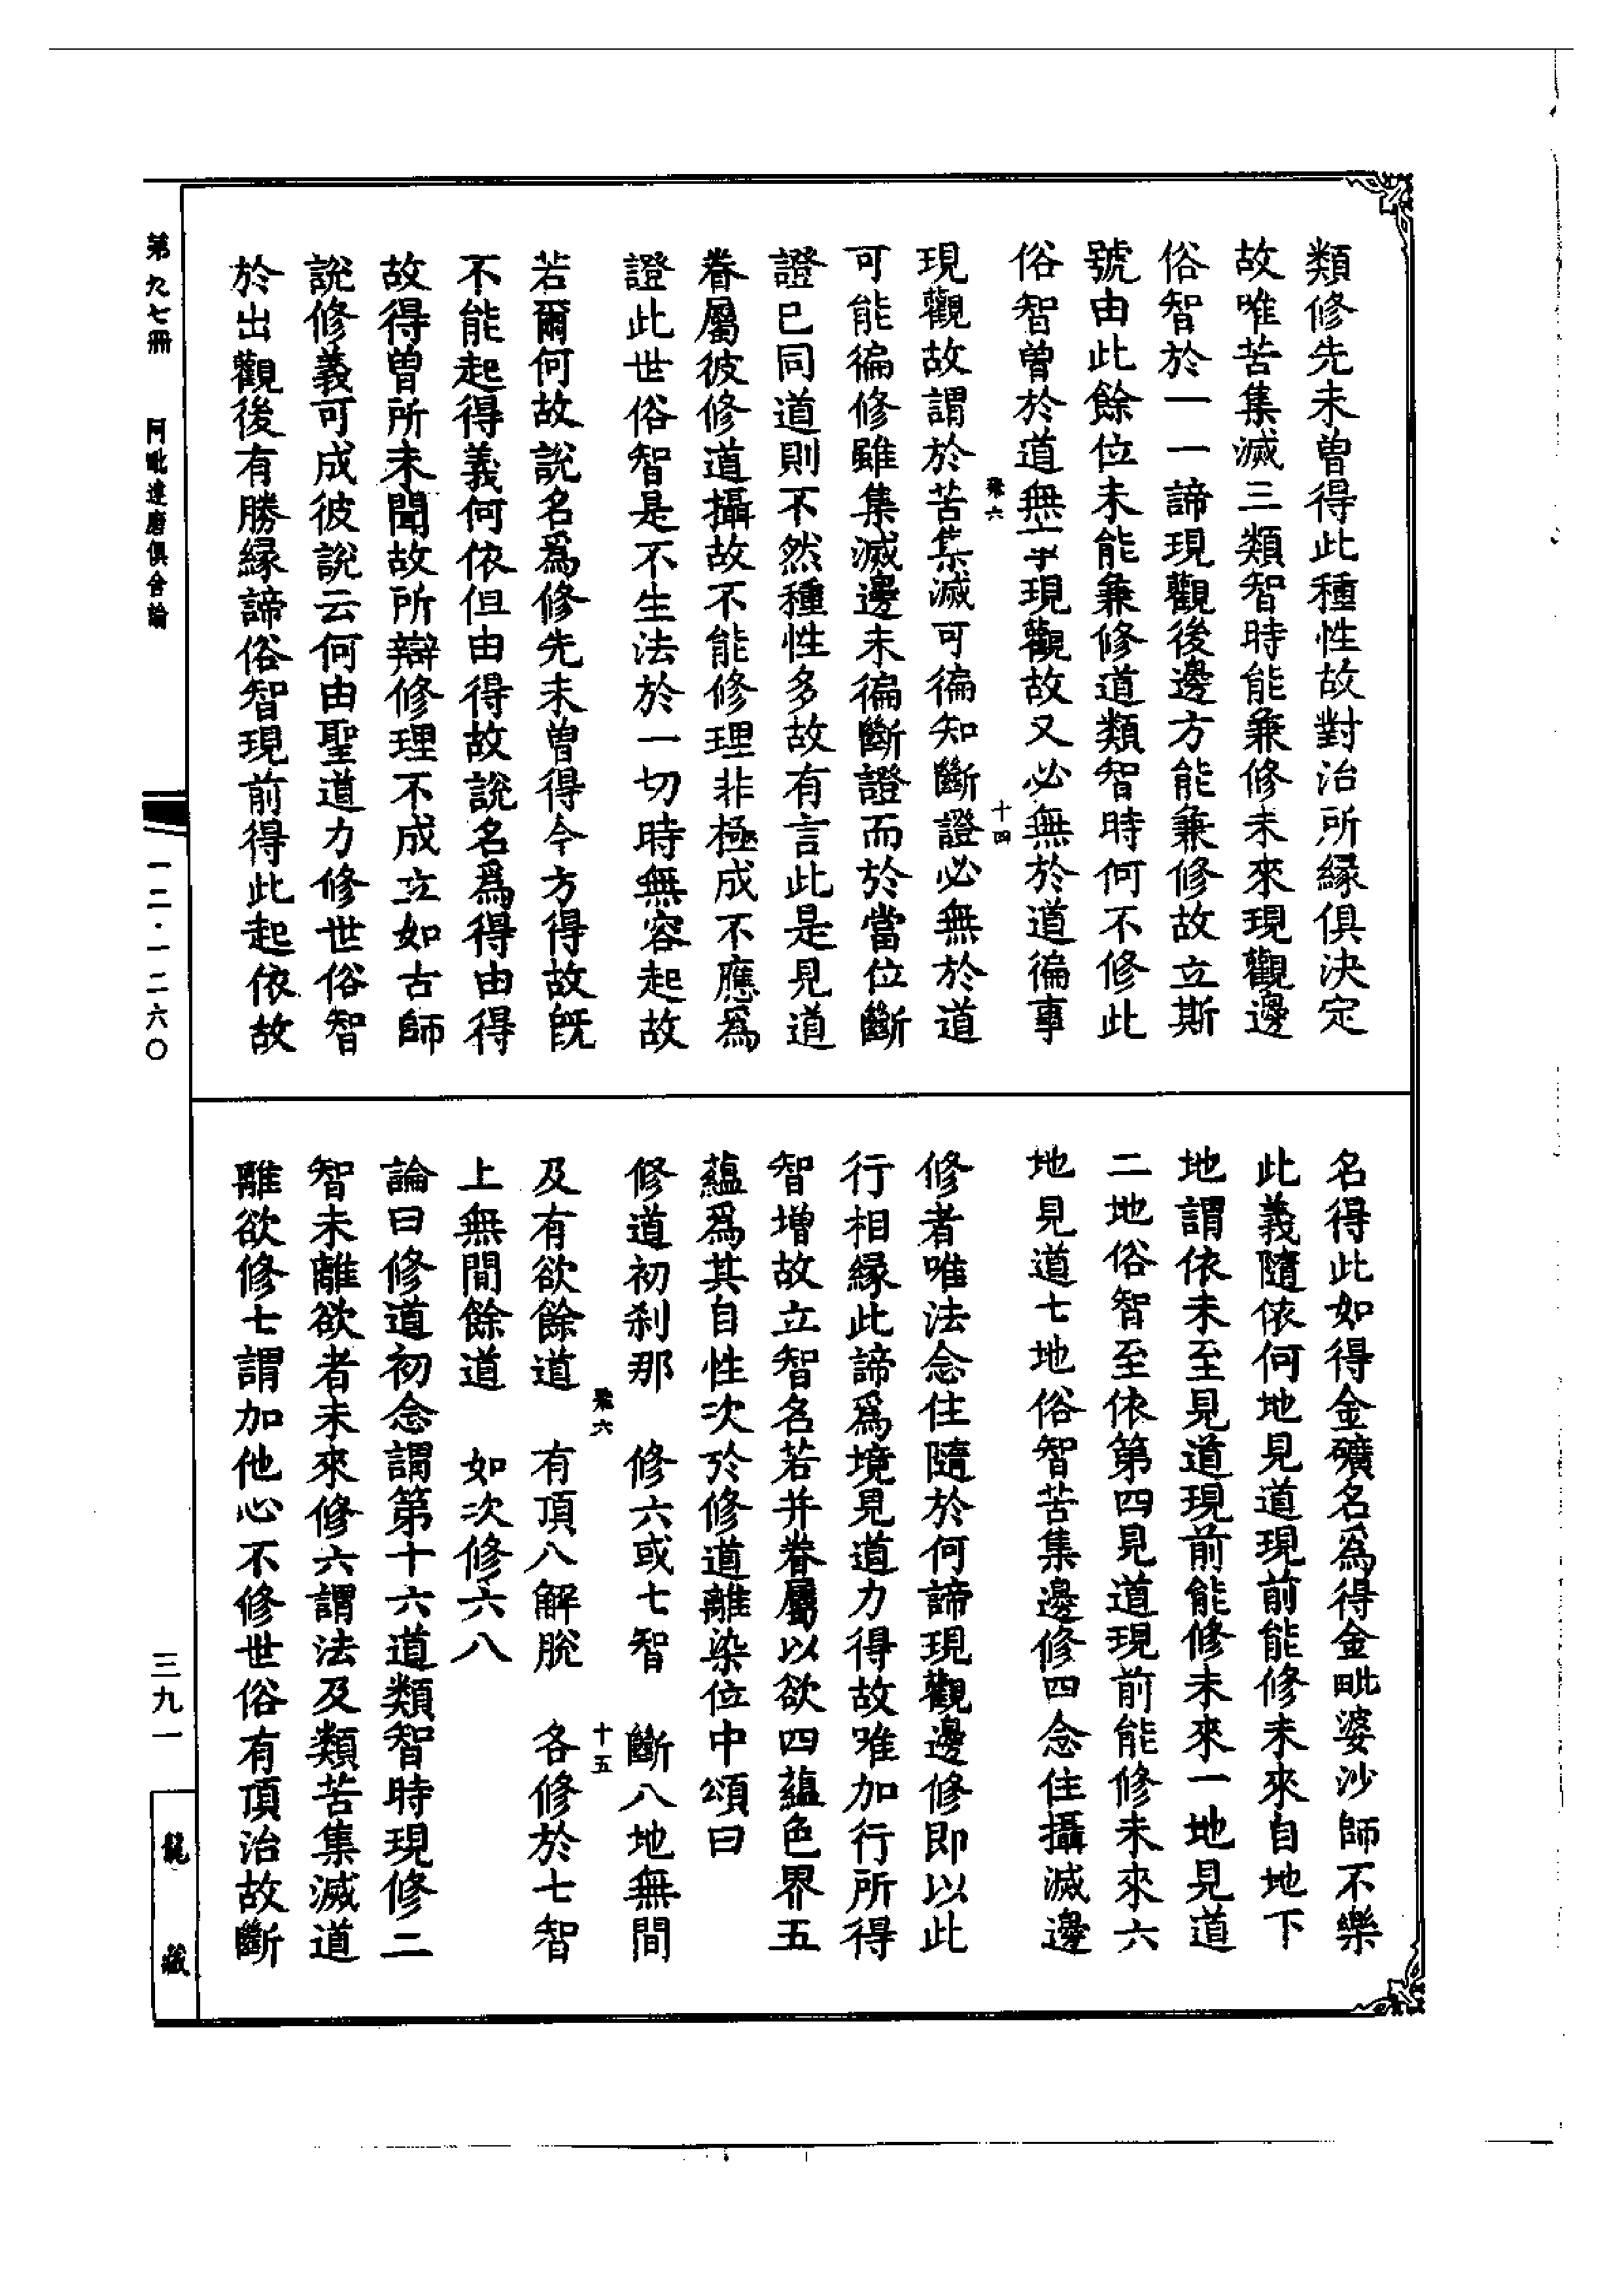 類修先未曾得此種性故對治所緣俱決定
故唯苦集滅三類智時能兼修未來現觀邊
俗智於一一諦現觀後邊方能兼修故立斯
號由此餘位未能兼修道類智時何不修此
俗智曾於道無事現觀故又必無於道徧事
現觀故謂於苦集滅可徧知斷證必無於道
可能徧修雖集滅邊未徧斷證而於當位斷
證已同道則不然種性多故有言此是見道
眷屬彼修道攝故不能修理非極成不應為
證此世俗智是不生法於一切時無容起故
若爾何故說名為修先未曾得今方得故既
不能起得義何依但由得故說名為得由得
故得曾所未聞故所辯修理不成立如古師
說修義可成彼說云何由聖道力修世俗智
於出觀後有勝緣諦俗智現前得此起依故
名得此如得金礦名為得金毗婆沙師不樂
此義隨依何地見道現前能修未來自地下
地謂依未至見道現前能修未來一地見道
二地俗智至依第四見道現前能修未來六
地見道七地俗智苦集邊修四念住攝滅邊
修者唯法念住隨於何諦現觀邊修即以此
行相緣此諦為境見道力得故唯加行所得
智增故立智名若并眷屬以欲四蘊色界五
蘊為其自性次於修道離染位中頌曰
修道初刹那 修六或七智 斷八地無間
及有欲餘道 有頂八解脫 各修於七智
上無間餘道 如次修六八
論曰修道初念謂第十六道類智時現修二
智未離欲者未來修六謂法及類苦集滅道
離欲修七謂加他心不修世俗有頂治故斷
十四
十五
第九七冊 阿毗達磨俱舍論
一二·一二六〇
三九一
龍藏